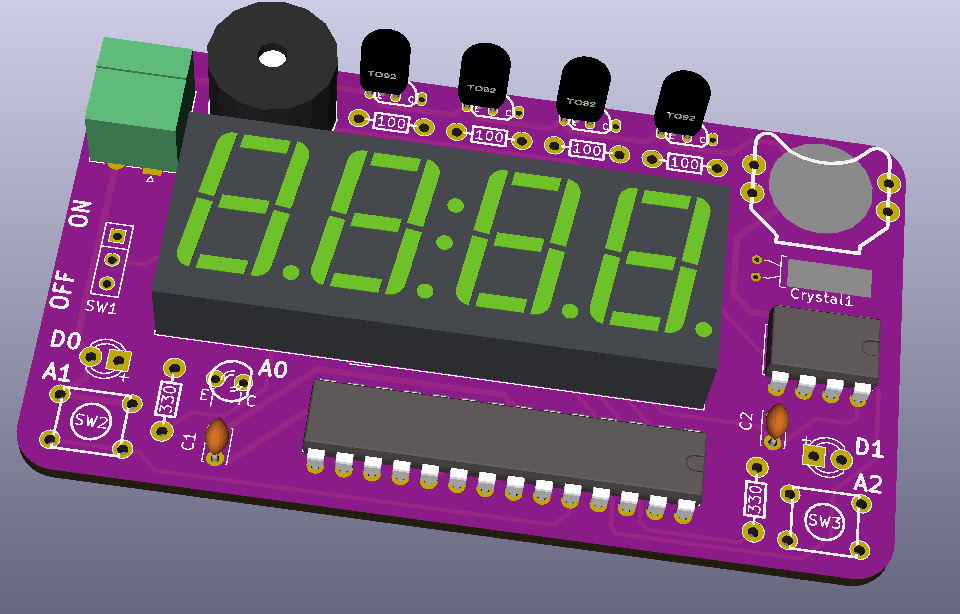 TO92
TO92
TO92
TO92
E C
E C
E C
E C
100
100
100
100
ON
OFF
SW1
Crystal1
D0
+
A1
SW2
330
A0
E C
C1
C2
D1
+
A2
330
SW3